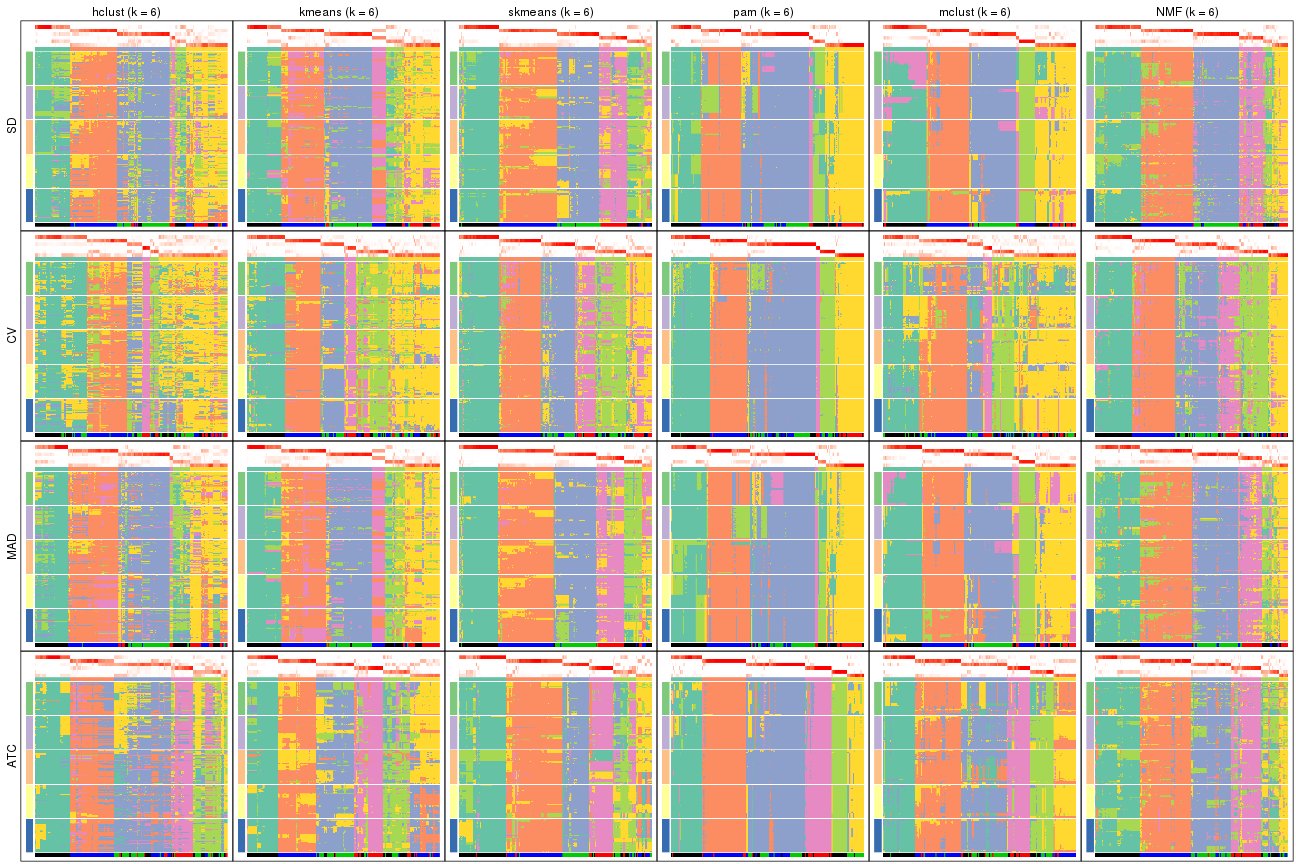 hclust (k = 6) kmeans (k = 6) skmeans (k = 6) pam (k = 6) mclust (k = 6) NMF (k = 6)
SD
CV
MAD
ATC